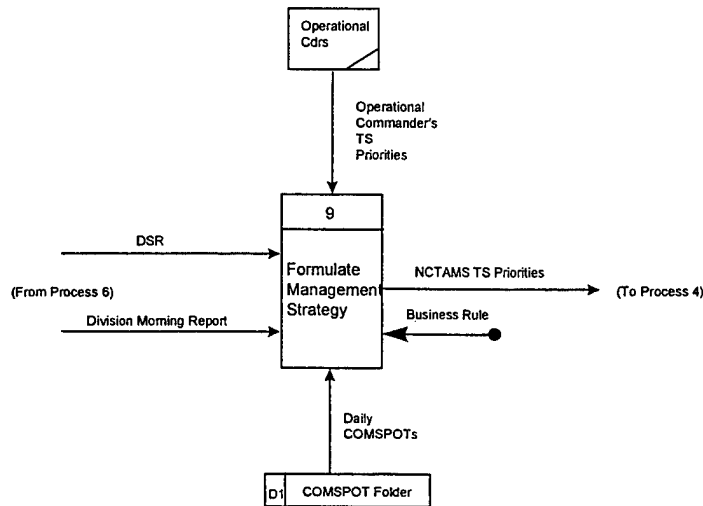 Operational
Cdrs
Operational
Commander's
TS
Priorities
9
DSR
Formulate
Management
Strategy
NCTAMS TS Priorities
(From Process 6)
(To Process 4)
Business Rule
Division Morning Report
Daily
COMSPOTs
D1 COMSPOT Folder